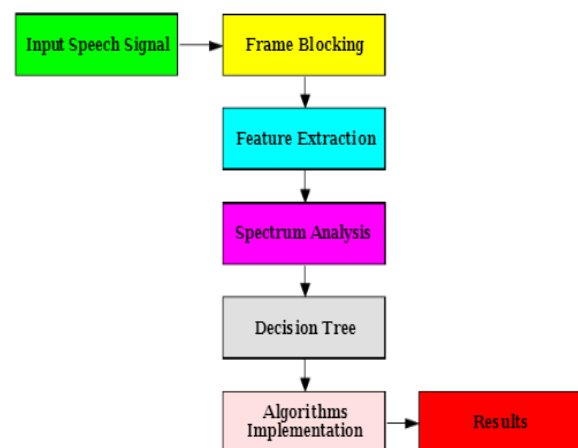 Input Speech Signal
Frame Blocking
Feature Extraction
Spectrum Analysis
Decision Tree
Algorithms
Implementation
Results